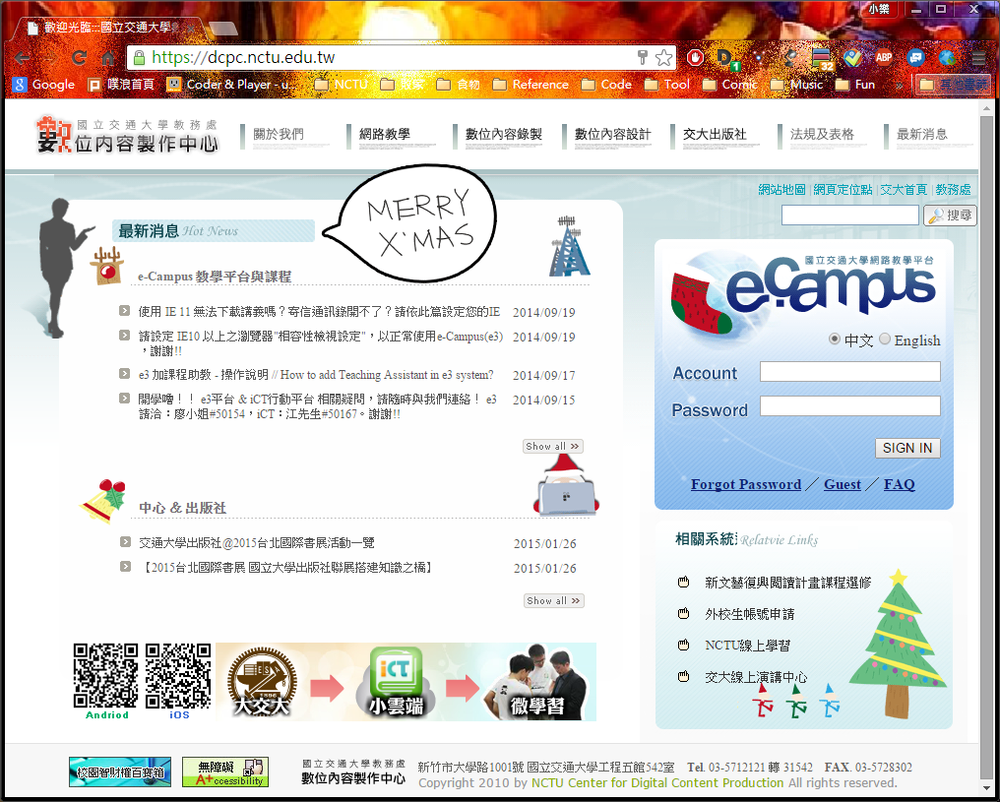 小樂
歡迎光臨:::國立交通大學
https://dcpc.nctu.edu.tw
1
32
ABP
Google
噗浪首頁
Coder & Player - u...
NCTU
食物
Reference
Code
Tool
Comic
Music
Fun
國立交通大學教務處
數位內容製作中心
關於我們
網路教學
數位內容錄製
數位內容設計
交大出版社
法規及表格
最新消息
網站地圖 | 網頁定位點 | 交大首頁 | 教務處
搜尋
MERRY
X'MAS
最新消息 Hot News
e-Campus 教學平台與課程
使用 IE 11 無法下載講義嗎？寄信通訊錄開不了？請依此篇設定您的IE 2014/09/19
請設定 IE10 以上之瀏覽器"相容性檢視設定"，以正常使用e-Campus(e3) 2014/09/19
，謝謝!!
e3 加課程助教 - 操作說明 // How to add Teaching Assistant in e3 system? 2014/09/17
開學嚕！！ e3平台 & iCT行動平台 相關疑問，請隨時與我們連絡！ e3 2014/09/15
請洽：廖小姐#50154，iCT：江先生#50167。謝謝!!
Show all »
中心 & 出版社
交通大學出版社@2015台北國際書展活動一覽 2015/01/26
【2015台北國際書展 國立大學出版社聯展搭建知識之橋】 2015/01/26
Show all »
國立交通大學網路教學平台
eCampus
中文 English
Account
Password
SIGN IN
Forgot Password ／ Guest ／ FAQ
相關系統 Relatvie Links
新文藝復興閱讀計畫課程選修
外校生帳號申請
NCTU線上學習
交大線上演講中心
Andriod
iOS
1896
大交大
iCT
小雲端
微學習
校園智財權百寶箱
無障礙
A+ccessibility
國立交通大學教務處
數位內容製作中心
新竹市大學路1001號 國立交通大學工程五館542室 Tel. 03-5712121 轉 31542 FAX. 03-5728302
Copyright 2010 by NCTU Center for Digital Content Production All rights reserved.